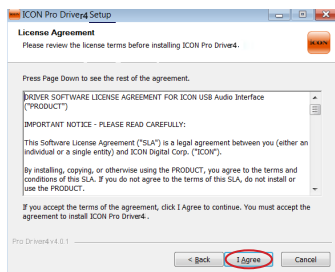 ICON Pro Driver4 Setup
License Agreement
Please review the license terms before installing ICON Pro Driver4.
ICON
Press Page Down to see the rest of the agreement.
DRIVER SOFTWARE LICENSE AGREEMENT FOR ICON USB Audio Interface
("PRODUCT")
IMPORTANT NOTICE - PLEASE READ CAREFULLY:
This Software License Agreement ("SLA") is a legal agreement between you (either an
individual or a single entity) and ICON Digital Corp. ("ICON").
By installing, copying, or otherwise using the PRODUCT, you agree to the terms and
conditions of this SLA. If you do not agree to the terms of this SLA, do not install or
use the PRODUCT.
If you accept the terms of the agreement, click I Agree to continue. You must accept the
agreement to install ICON Pro Driver4.
Pro Driver4 v4.0.1
< Back I Agree Cancel